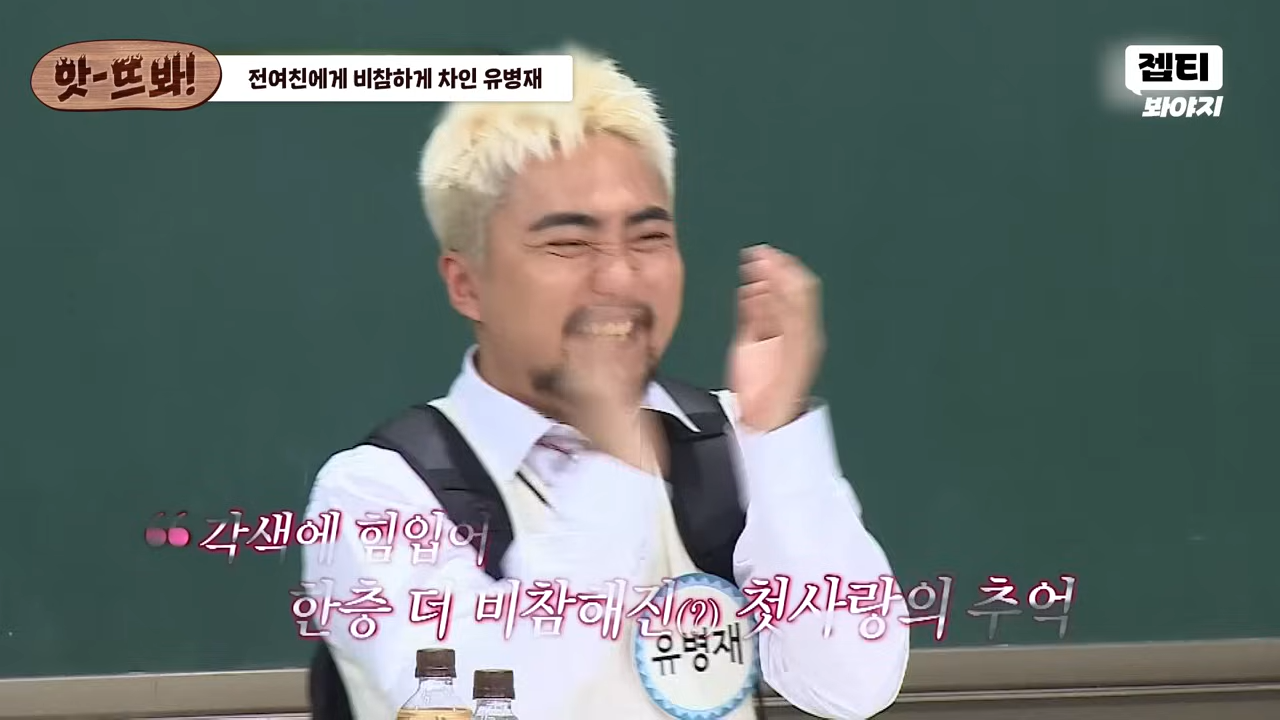 앗-뜨봐!
전여친에게 비참하게 차인 유병재
젭티
봐야지
각색에 힘입어
한층 더 비참해진(?) 첫사랑의 추억
유병재